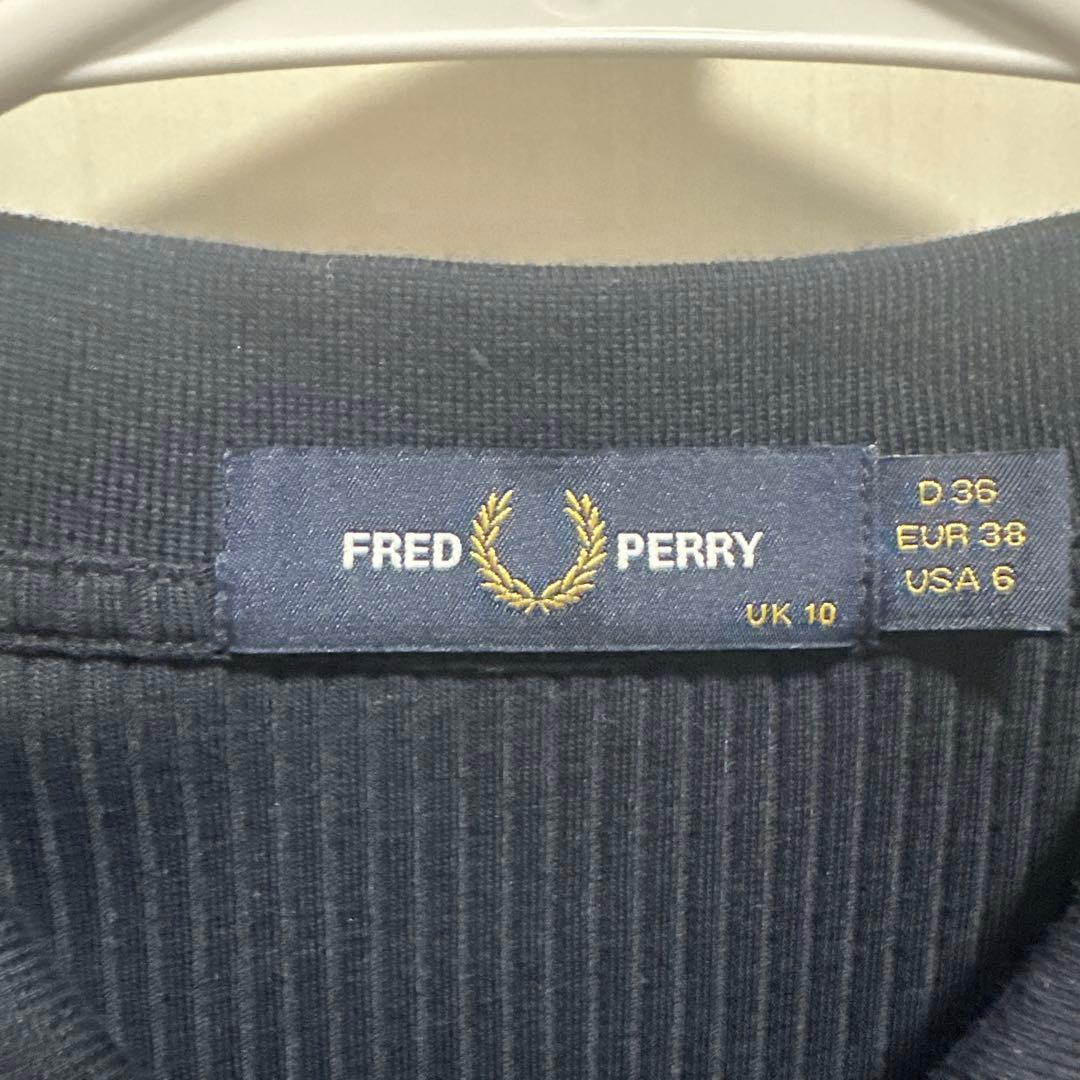 FRED PERRY
UK 10
D 36
EUR 38
USA 6